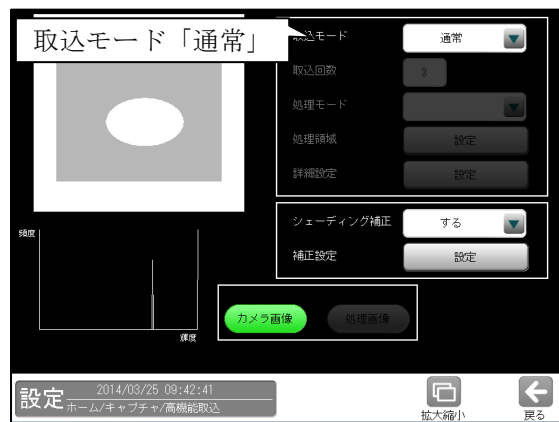 取込モード「通常」
取込モード
通常
取込回数
3
処理モード
処理領域
設定
詳細設定
設定
シェーディング補正
する
補正設定
設定
頻度
輝度
カメラ画像
処理画像
設定
2014/03/25 09:42:41
ホーム/キャプチャ/高機能取込
拡大縮小
戻る